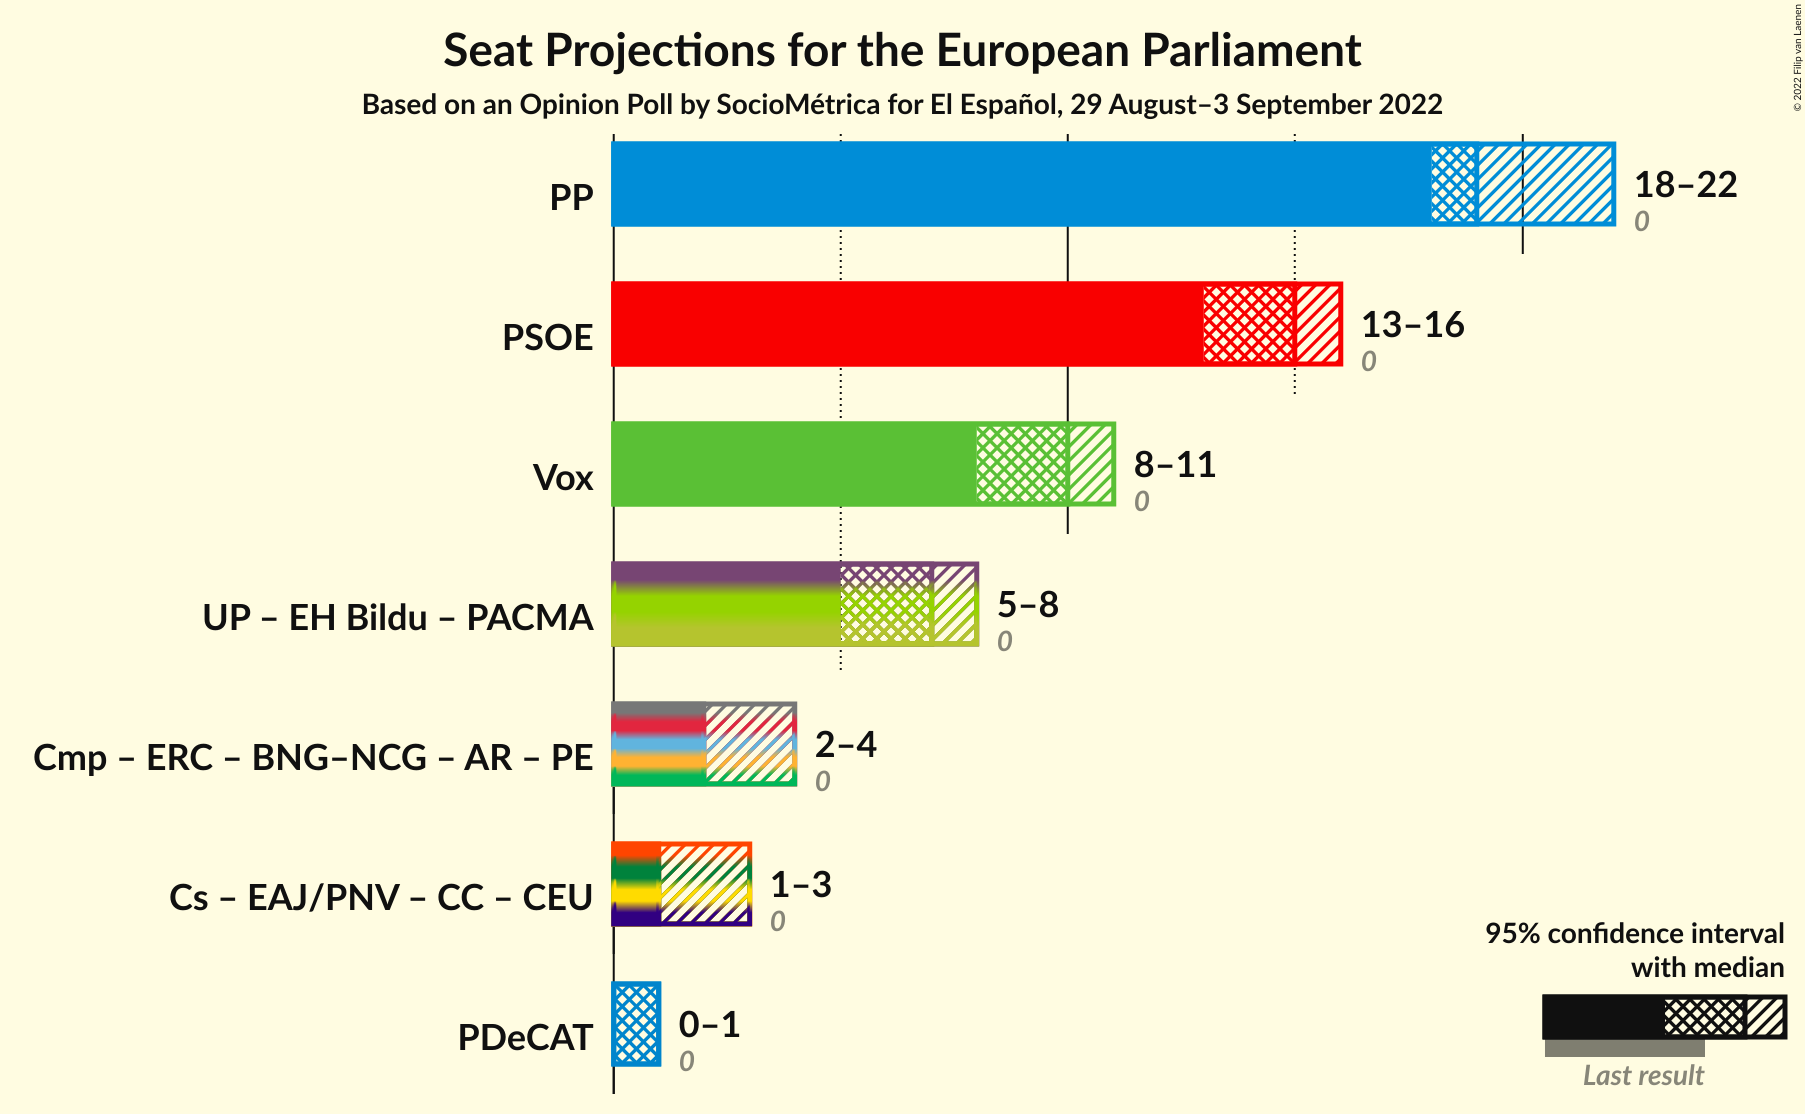 Seat Projections for the European Parliament
Based on an Opinion Poll by SocioMétrica for El Español, 29 August–3 September 2022
© 2022 Filip van Laenen
PP
18–22
0
PSOE
13–16
0
Vox
8–11
0
UP – EH Bildu – PACMA
5–8
0
Cmp – ERC – BNG–NCG – AR – PE
2–4
0
Cs – EAJ/PNV – CC – CEU
1–3
0
PDeCAT
0–1
0
95% confidence interval
with median
Last result